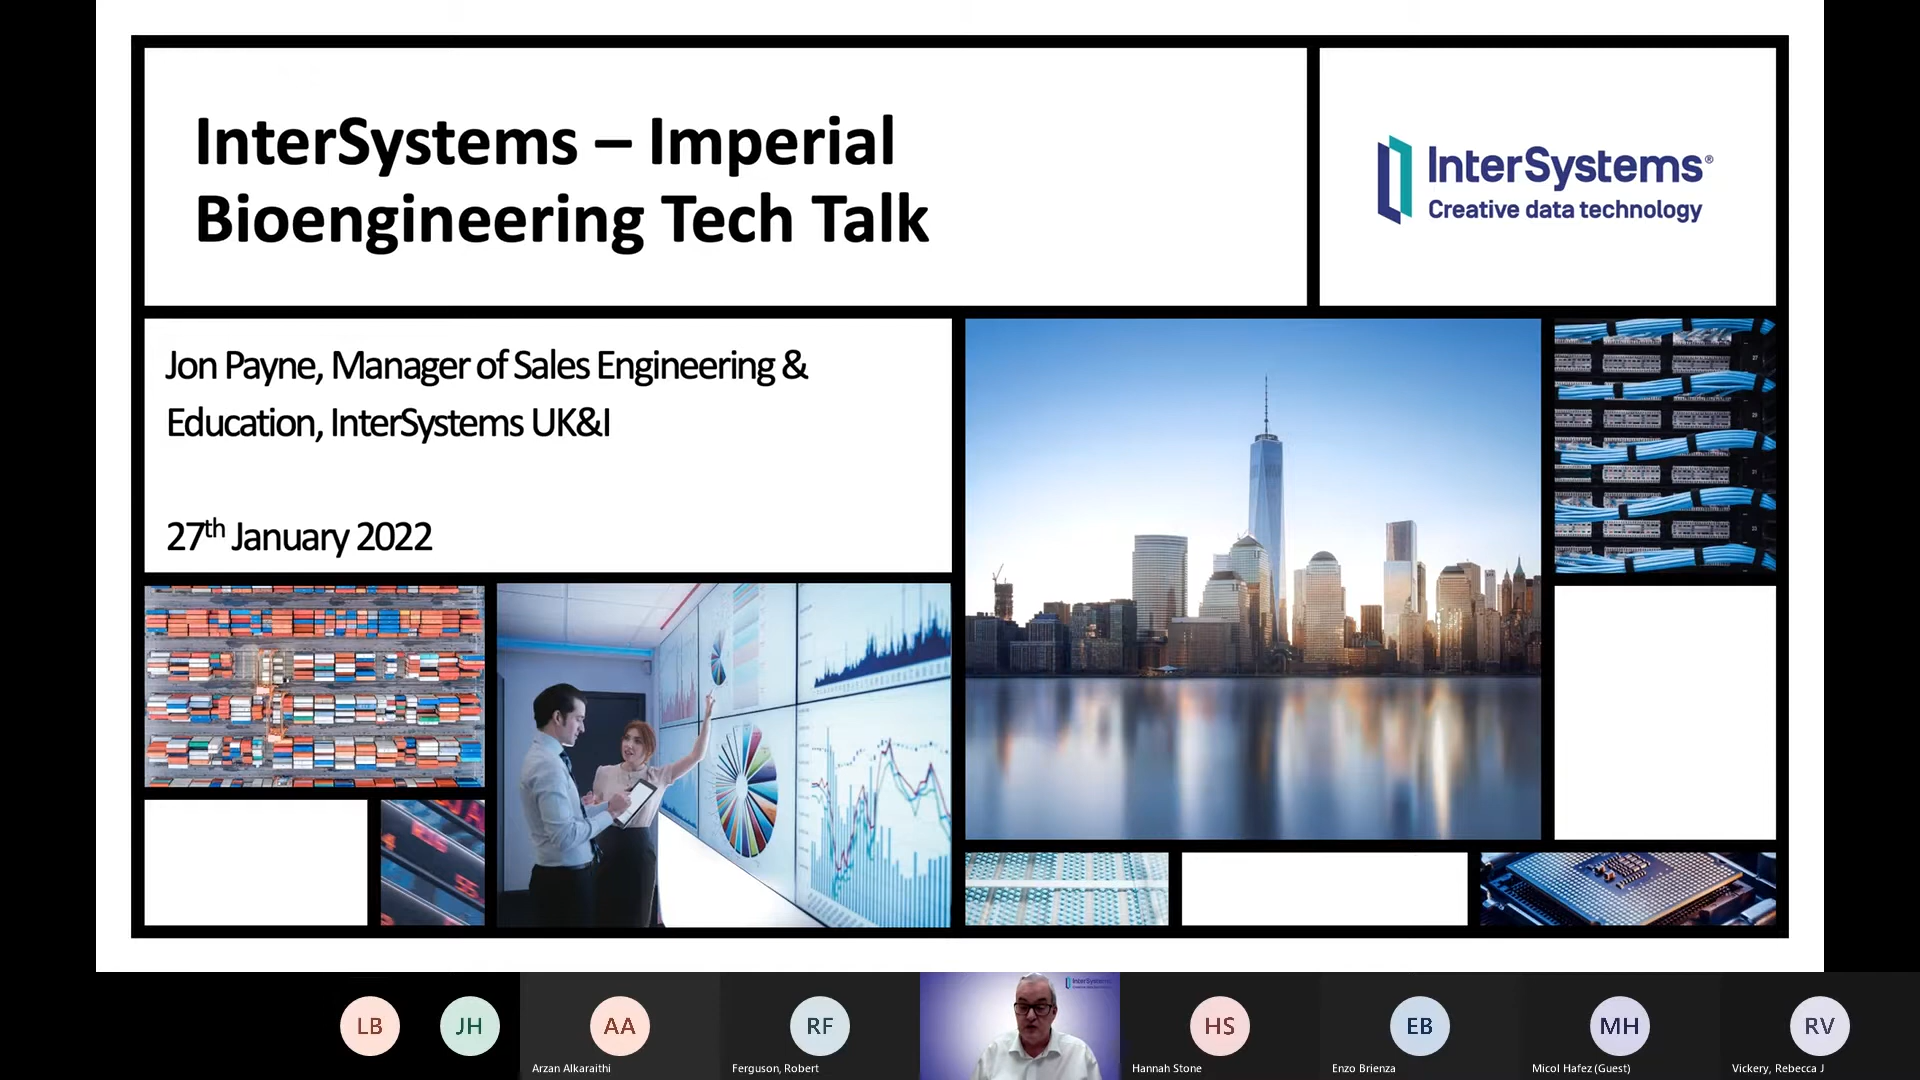 InterSystems – Imperial
Bioengineering Tech Talk
InterSystems®
Creative data technology
Jon Payne, Manager of Sales Engineering &
Education, InterSystems UK&I
27th January 2022
InterSystems
LB
JH
AA
RF
HS
EB
MH
RV
Arzan Alkaraithi
Ferguson, Robert
Hannah Stone
Enzo Brienza
Micol Hafez (Guest)
Vickery, Rebecca J